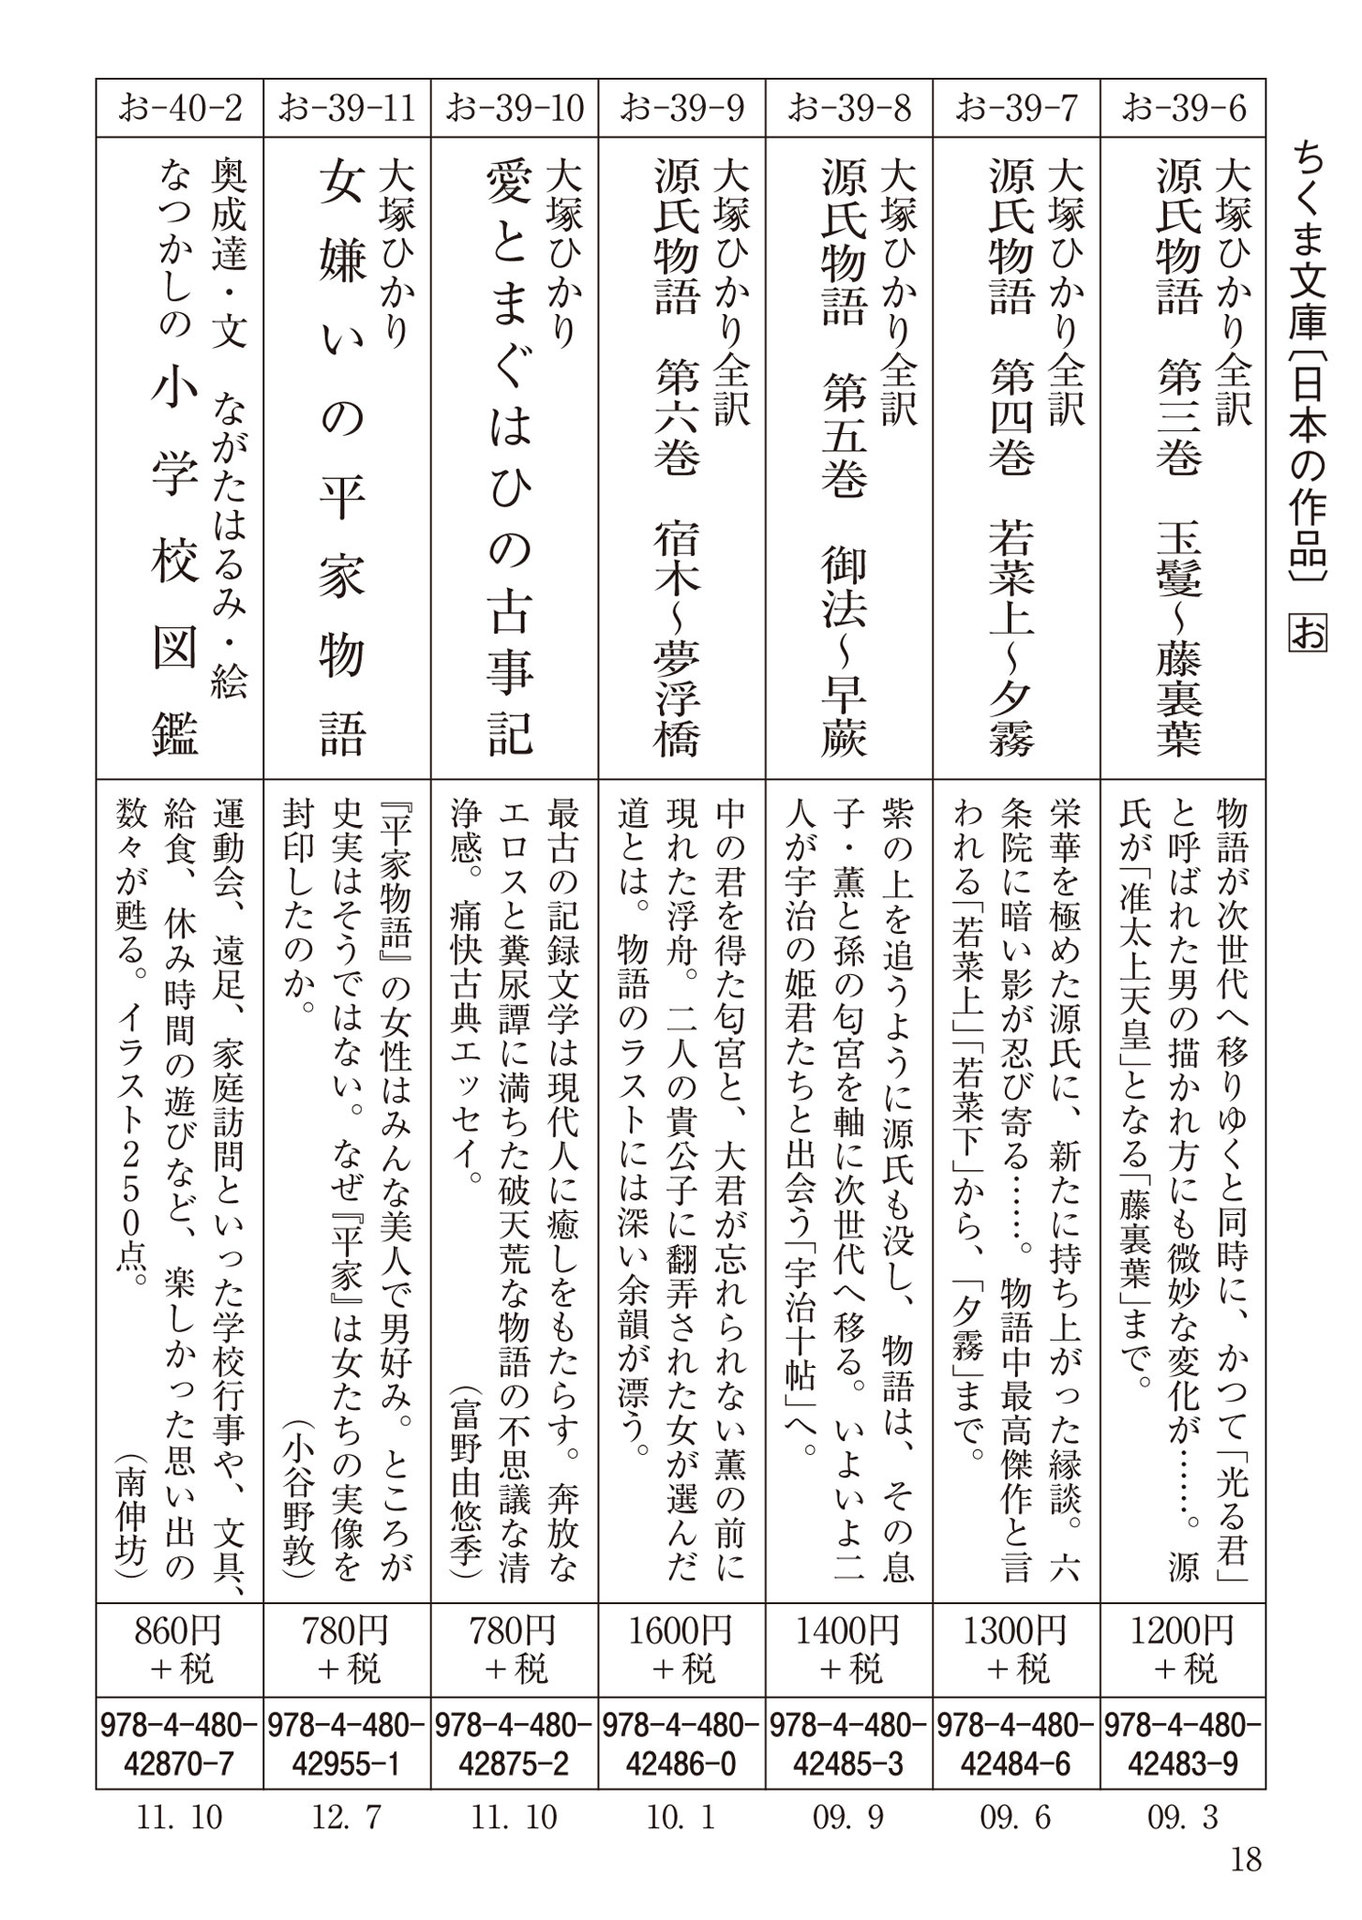 ちくま文庫〔日本の作品〕 お
お-39-6
大塚ひかり全訳
源氏物語 第三巻 玉鬘〜藤裏葉
物語が次世代へ移りゆくと同時に、かつて「光る君」
と呼ばれた男の描かれ方にも微妙な変化が……。源
氏が「准太上天皇」となる「藤裏葉」まで。
1200円
+税
978-4-480-
42483-9
09. 3
お-39-7
大塚ひかり全訳
源氏物語 第四巻 若菜上〜夕霧
栄華を極めた源氏に、新たに持ち上がった縁談。六
条院に暗い影が忍び寄る……。物語中最高傑作と言
われる「若菜上」「若菜下」から、「夕霧」まで。
1300円
+税
978-4-480-
42484-6
09. 6
お-39-8
大塚ひかり全訳
源氏物語 第五巻 御法〜早蕨
紫の上を追うように源氏も没し、物語は、その息
子・薫と孫の匂宮を軸に次世代へ移る。いよいよ二
人が宇治の姫君たちと出会う「宇治十帖」へ。
1400円
+税
978-4-480-
42485-3
09. 9
お-39-9
大塚ひかり全訳
源氏物語 第六巻 宿木〜夢浮橋
中の君を得た匂宮と、大君が忘れられない薫の前に
現れた浮舟。二人の貴公子に翻弄された女が選んだ
道とは。物語のラストには深い余韻が漂う。
1600円
+税
978-4-480-
42486-0
10. 1
お-39-10
大塚ひかり
愛とまぐはひの古事記
最古の記録文学は現代人に癒しをもたらす。奔放な
エロスと糞尿譚に満ちた破天荒な物語の不思議な清
浄感。痛快古典エッセイ。 (富野由悠季)
780円
+税
978-4-480-
42875-2
11. 10
お-39-11
大塚ひかり
女嫌いの平家物語
『平家物語』の女性はみんな美人で男好み。ところが
史実はそうではない。なぜ『平家』は女たちの実像を
封印したのか。 (小谷野敦)
780円
+税
978-4-480-
42955-1
12. 7
お-40-2
奥成達・文 ながたはるみ・絵
なつかしの小学校図鑑
運動会、遠足、家庭訪問といった学校行事や、文具、
給食、休み時間の遊びなど、楽しかった思い出の
数々が甦る。イラスト250点。 (南伸坊)
860円
+税
978-4-480-
42870-7
11. 10
18